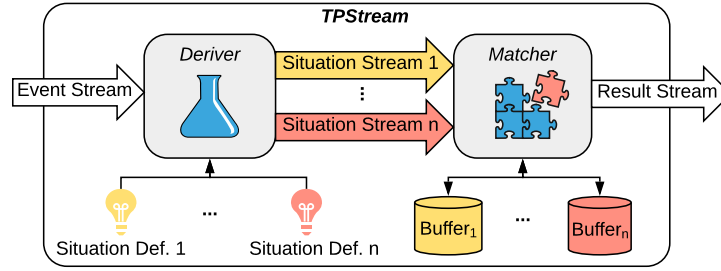 TPStream
Deriver
Matcher
Event Stream
Situation Stream 1
...
Situation Stream n
Result Stream
Situation Def. 1
...
Situation Def. n
Buffer₁
...
Bufferₙ